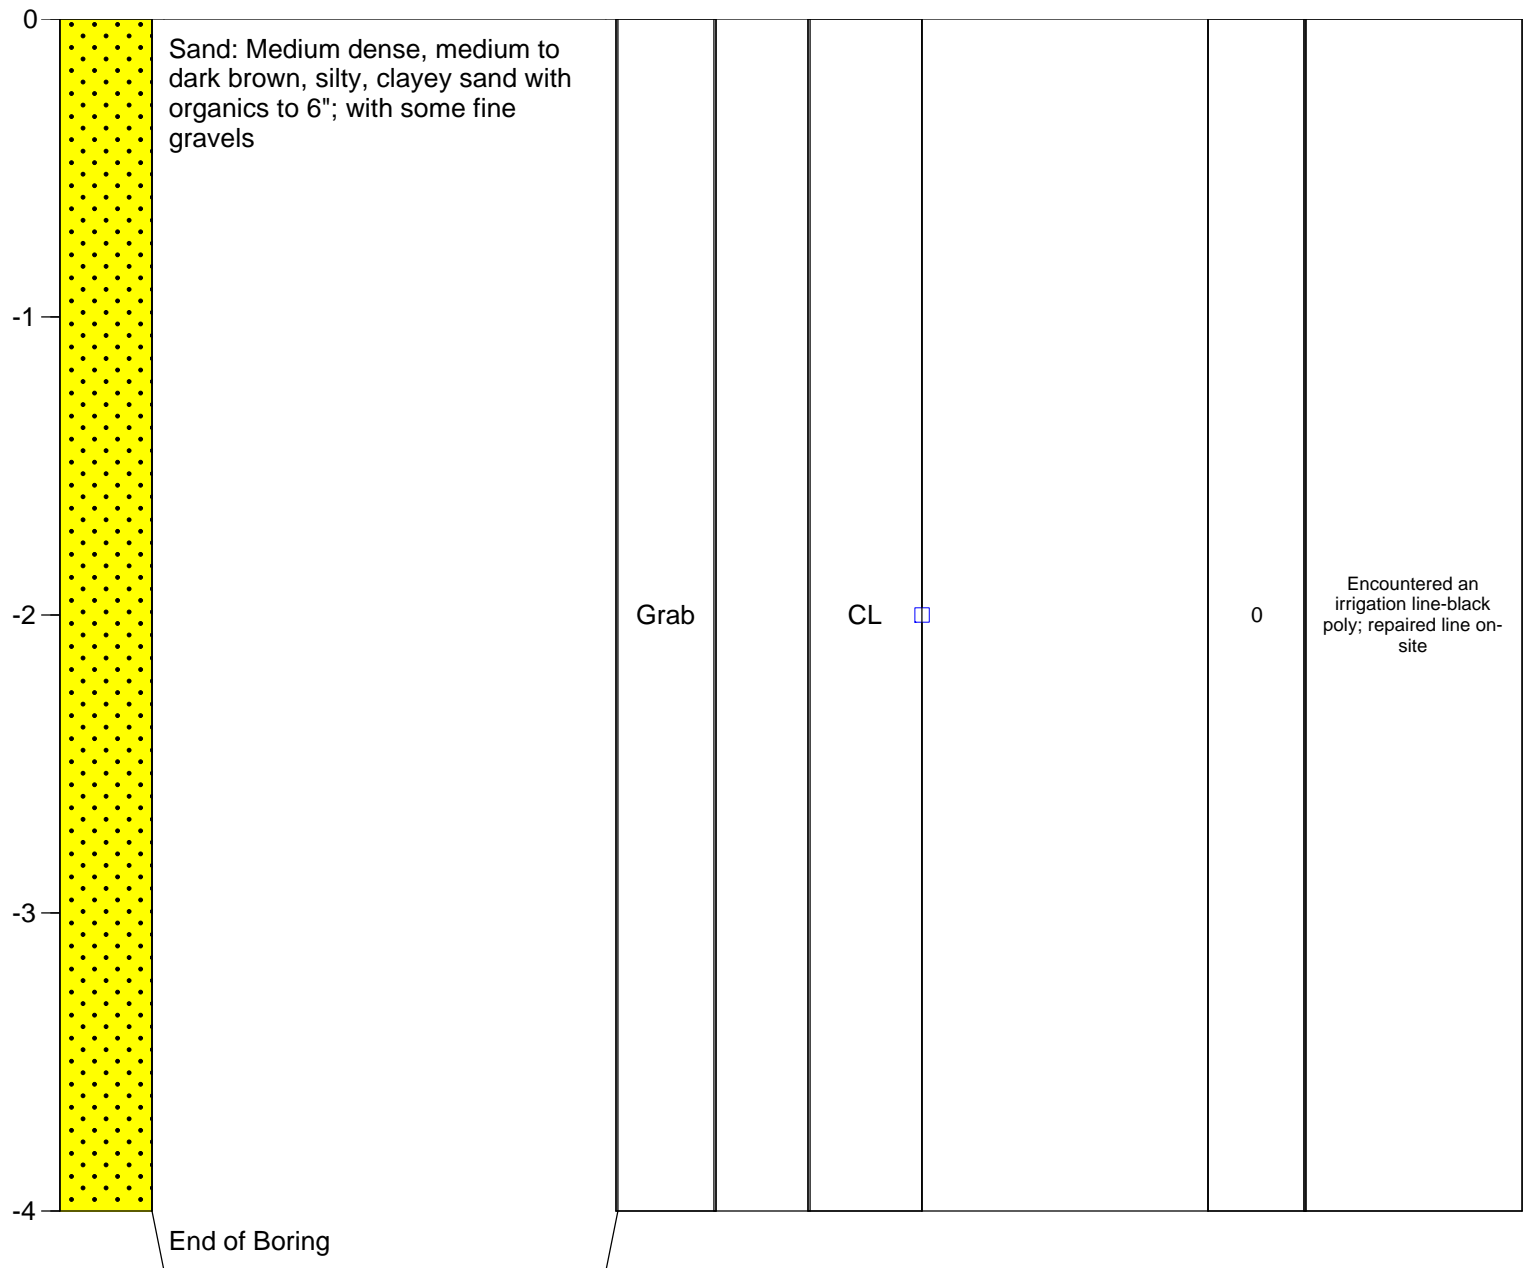 0
Sand: Medium dense, medium to
dark brown, silty, clayey sand with
organics to 6"; with some fine
gravels
-1
-2
Grab
CL
0
Encountered an
irrigation line-black
poly; repaired line on-
site
-3
-4
End of Boring